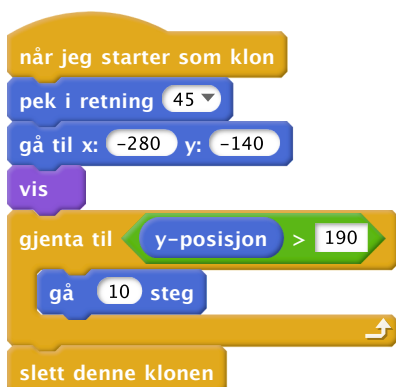 når jeg starter som klon
pek i retning 45
gå til x: -280 y: -140
vis
gjenta til y-posisjon > 190
gå 10 steg
slett denne klonen